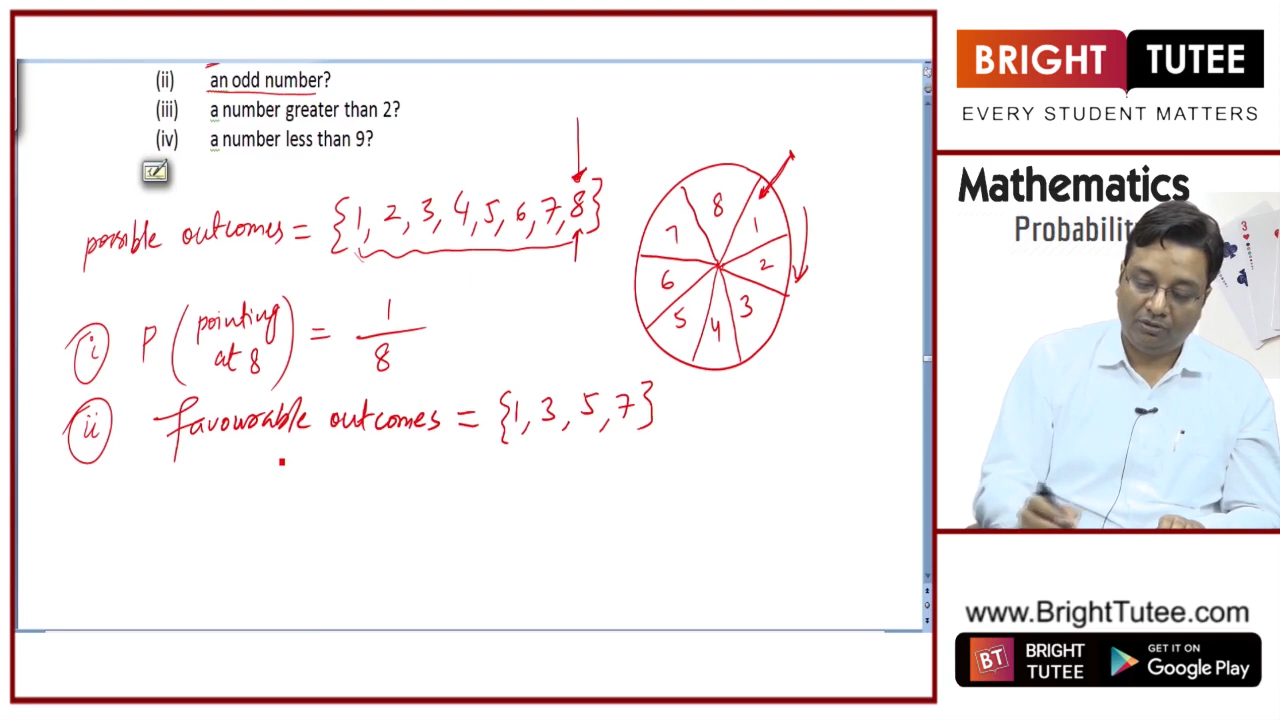 (ii) an odd number?
(iii) a number greater than 2?
(iv) a number less than 9?
possible outcomes = {1, 2, 3, 4, 5, 6, 7, 8}
8
1
7
2
6
3
5
4
i P (pointing at 8) = 1/8
ii favourable outcomes = {1, 3, 5, 7}
BRIGHT TUTEE
EVERY STUDENT MATTERS
Mathematics
Probabilit
3
www.BrightTutee.com
BT BRIGHT TUTEE
GET IT ON
Google Play